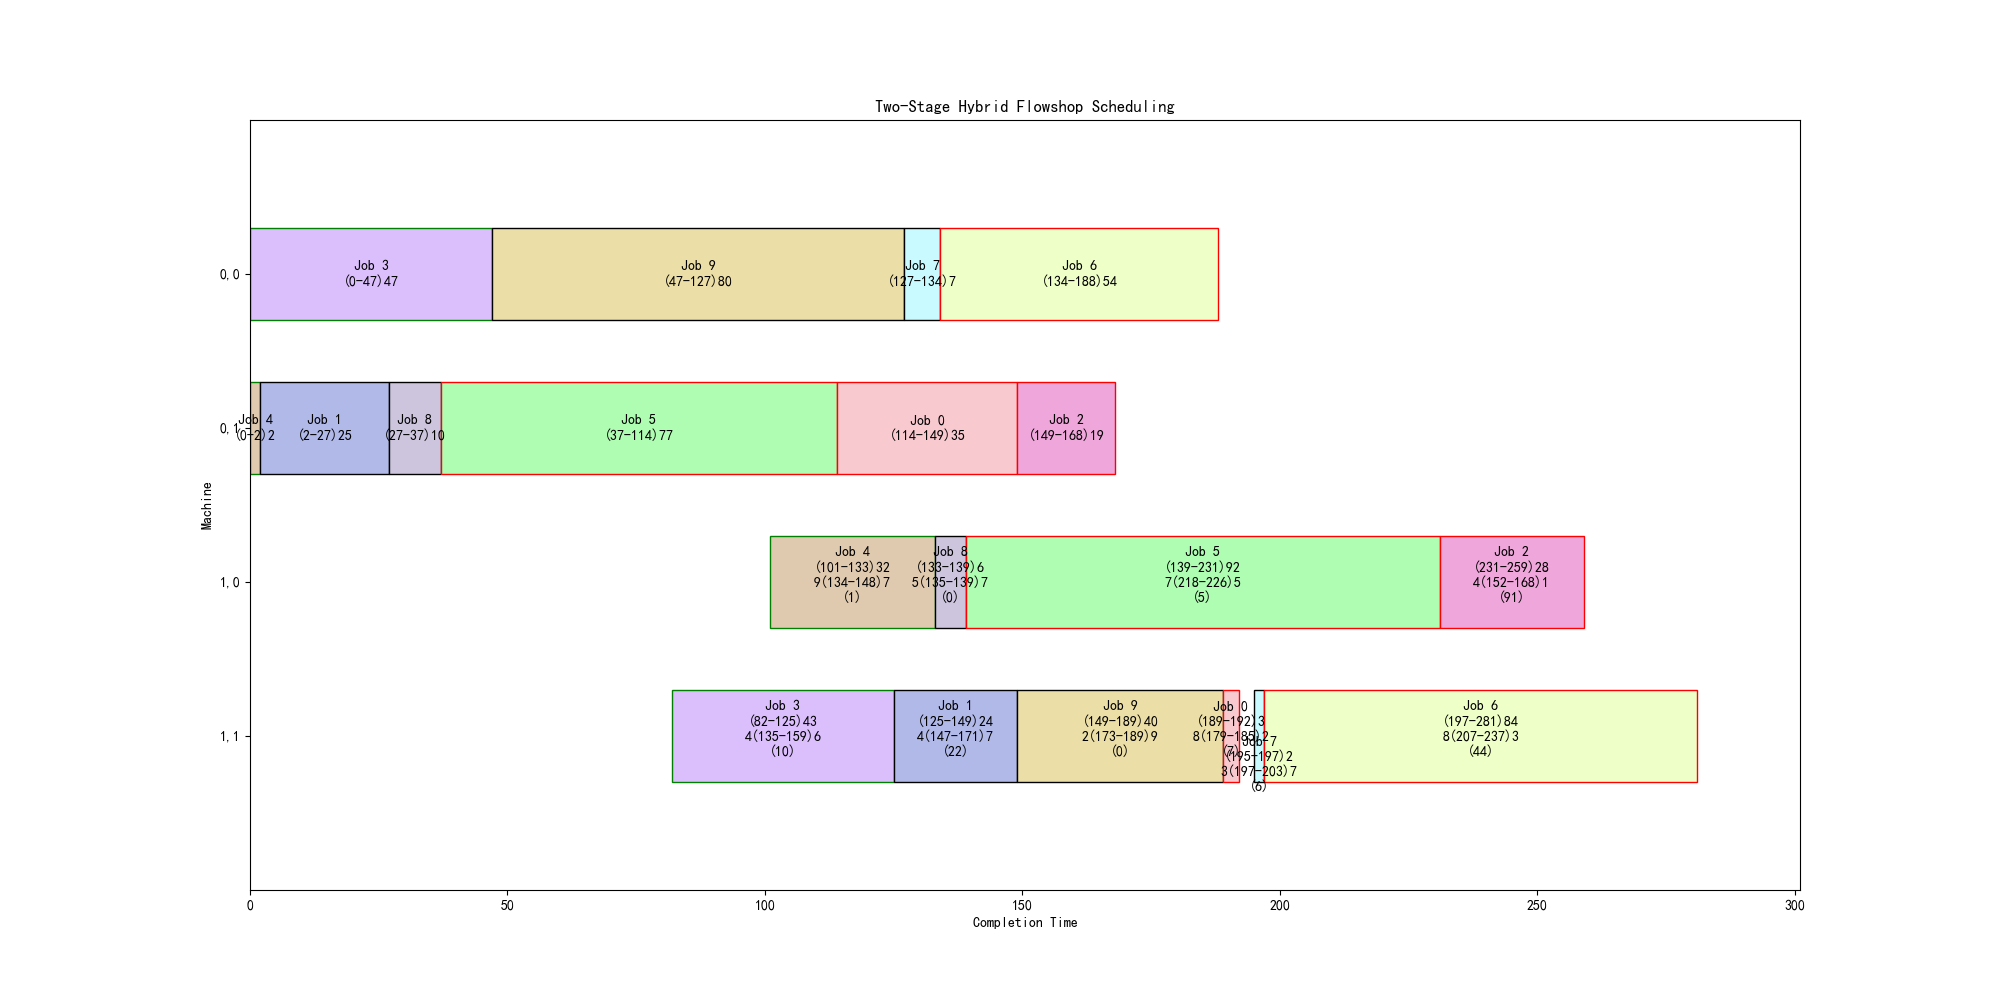 Two-Stage Hybrid Flowshop Scheduling
0,0
Job 3
(0-47)47
Job 9
(47-127)80
Job 7
(127-134)7
Job 6
(134-188)54
0,1
Job 4
(0-2)2
Job 1
(2-27)25
Job 8
(27-37)10
Job 5
(37-114)77
Job 0
(114-149)35
Job 2
(149-168)19
Machine
1,0
Job 4
(101-133)32
9(134-148)7
(1)
Job 8
(133-139)6
5(135-139)7
(0)
Job 5
(139-231)92
7(218-226)5
(5)
Job 2
(231-259)28
4(152-168)1
(91)
1,1
Job 3
(82-125)43
4(135-159)6
(10)
Job 1
(125-149)24
4(147-171)7
(22)
Job 9
(149-189)40
2(173-189)9
(0)
Job 0
(189-192)3
8(179-185)2
(7)
Job 7
(195-197)2
3(197-203)7
(6)
Job 6
(197-281)84
8(207-237)3
(44)
0
50
100
150
200
250
300
Completion Time